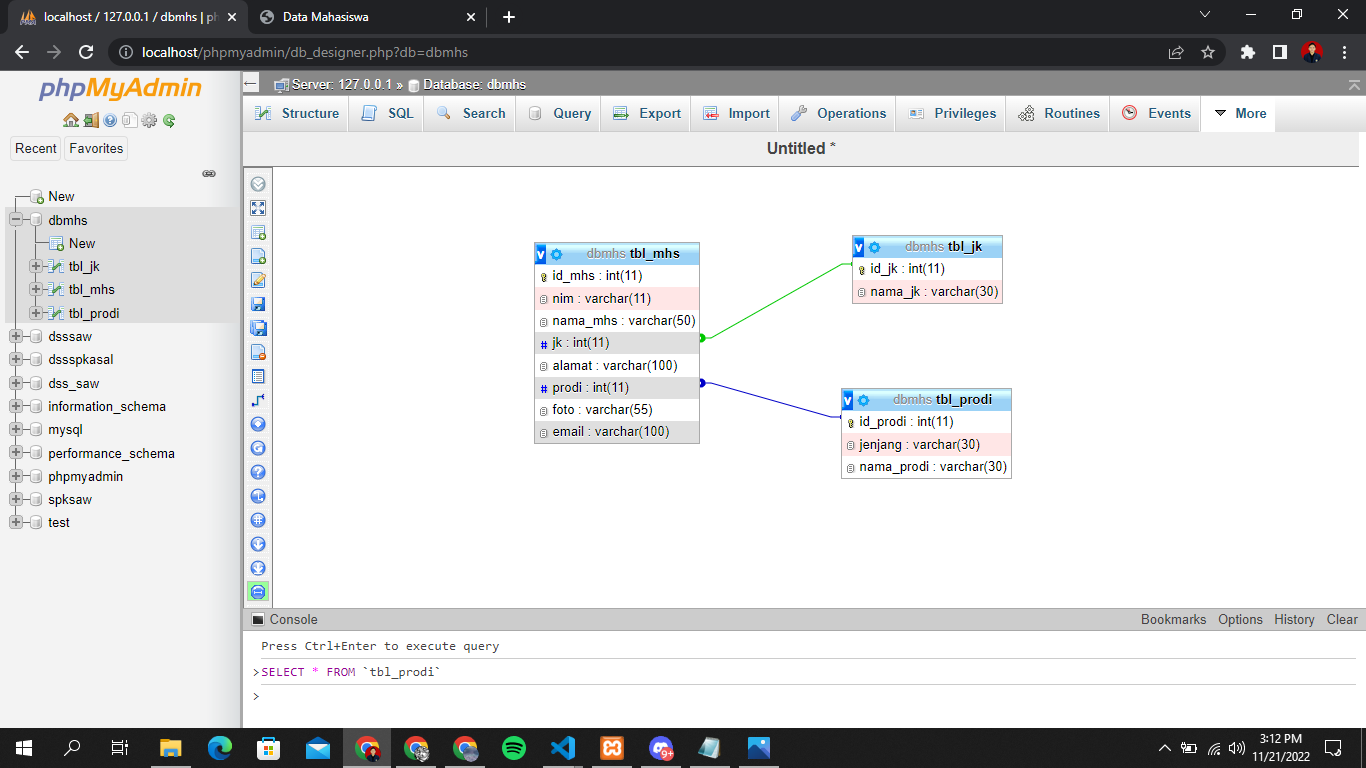 localhost / 127.0.0.1 / dbmhs | ph
Data Mahasiswa
localhost/phpmyadmin/db_designer.php?db=dbmhs
phpMyAdmin
Recent
Favorites
New
dbmhs
New
tbl_jk
tbl_mhs
tbl_prodi
dsssaw
dssspkasal
dss_saw
information_schema
mysql
performance_schema
phpmyadmin
spksaw
test
Server: 127.0.0.1 » Database: dbmhs
Structure SQL Search Query Export Import Operations Privileges Routines Events More
Untitled *
dbmhs tbl_mhs
id_mhs : int(11)
nim : varchar(11)
nama_mhs : varchar(50)
# jk : int(11)
alamat : varchar(100)
# prodi : int(11)
foto : varchar(55)
email : varchar(100)
dbmhs tbl_jk
id_jk : int(11)
nama_jk : varchar(30)
dbmhs tbl_prodi
id_prodi : int(11)
jenjang : varchar(30)
nama_prodi : varchar(30)
Console
Bookmarks Options History Clear
Press Ctrl+Enter to execute query
>SELECT * FROM `tbl_prodi`
>
9+
3:12 PM
11/21/2022